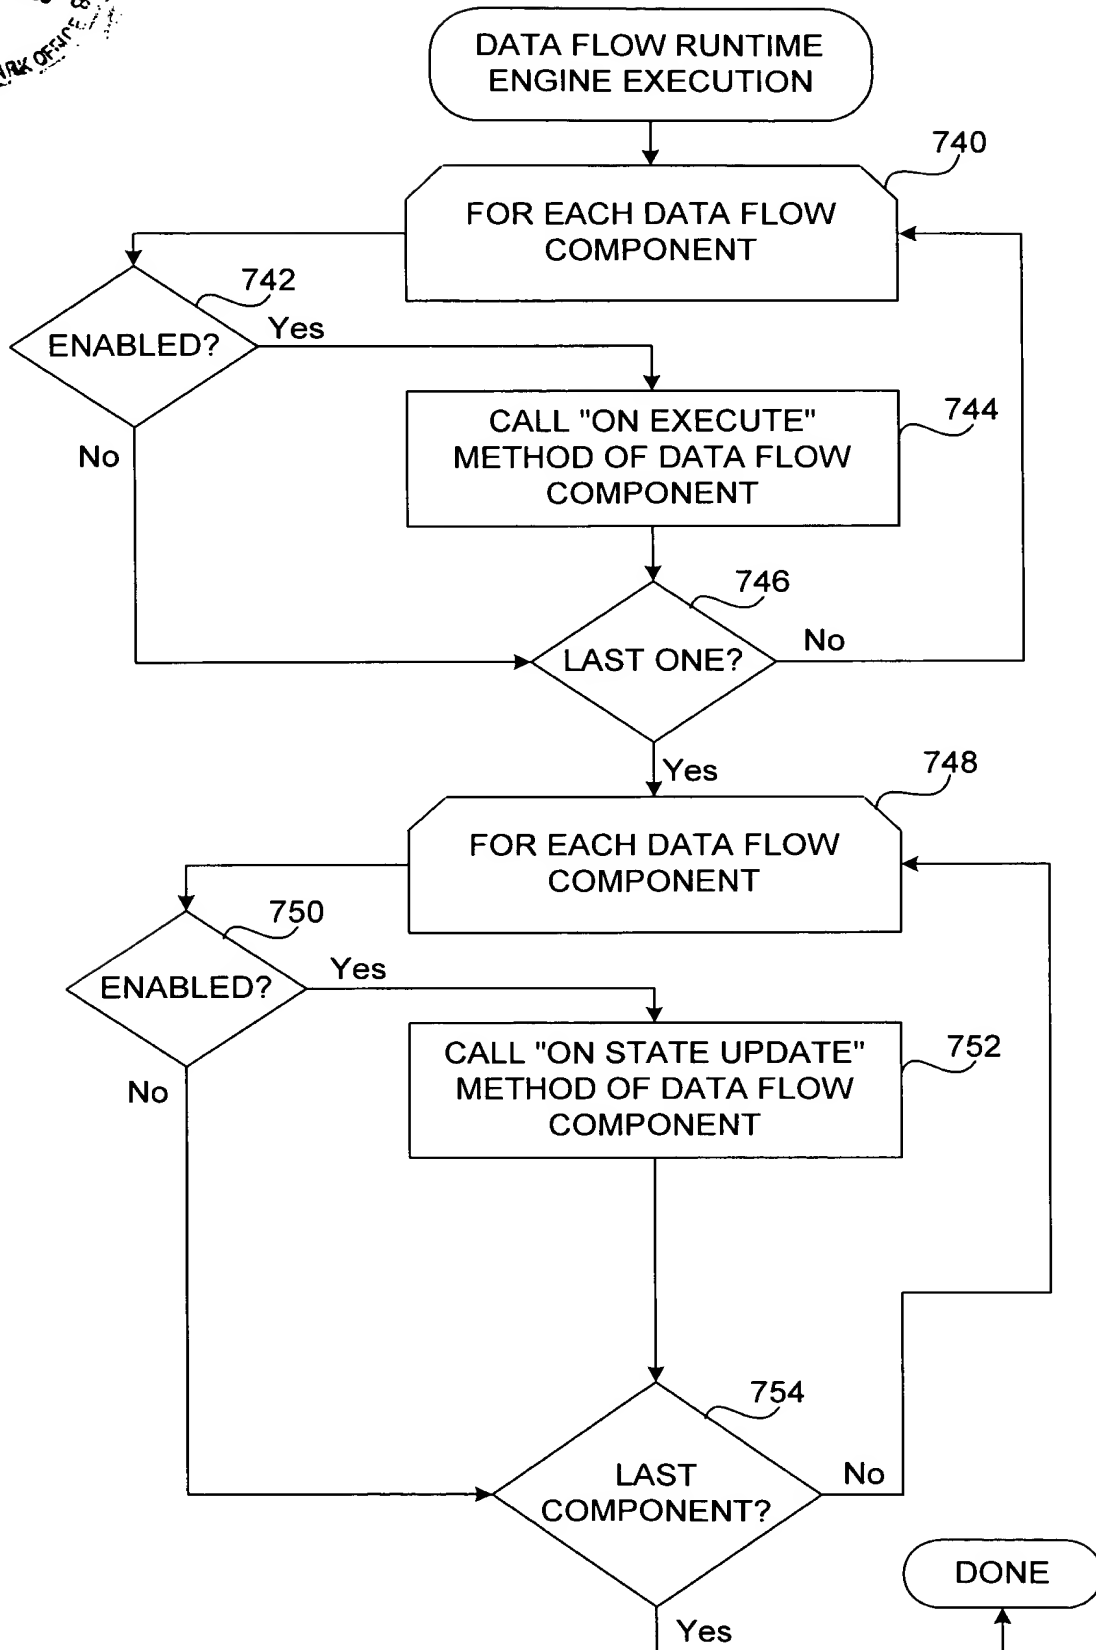 OFFICE
DATA FLOW RUNTIME
ENGINE EXECUTION
740
FOR EACH DATA FLOW
COMPONENT
742
ENABLED?
Yes
No
CALL "ON EXECUTE"
METHOD OF DATA FLOW
COMPONENT
744
746
LAST ONE?
No
Yes
748
FOR EACH DATA FLOW
COMPONENT
750
ENABLED?
Yes
No
CALL "ON STATE UPDATE"
METHOD OF DATA FLOW
COMPONENT
752
754
LAST
COMPONENT?
No
DONE
Yes